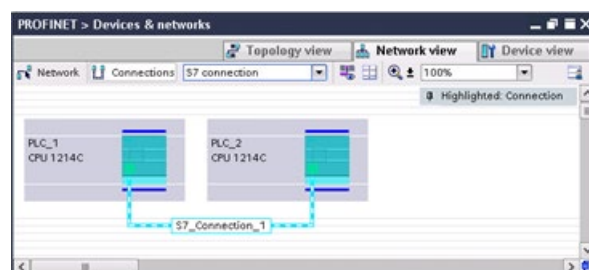 PROFINET > Devices & networks
Topology view Network view Device view
Network Connections S7 connection 100%
Highlighted: Connection
PLC_1
CPU 1214C
PLC_2
CPU 1214C
S7_Connection_1